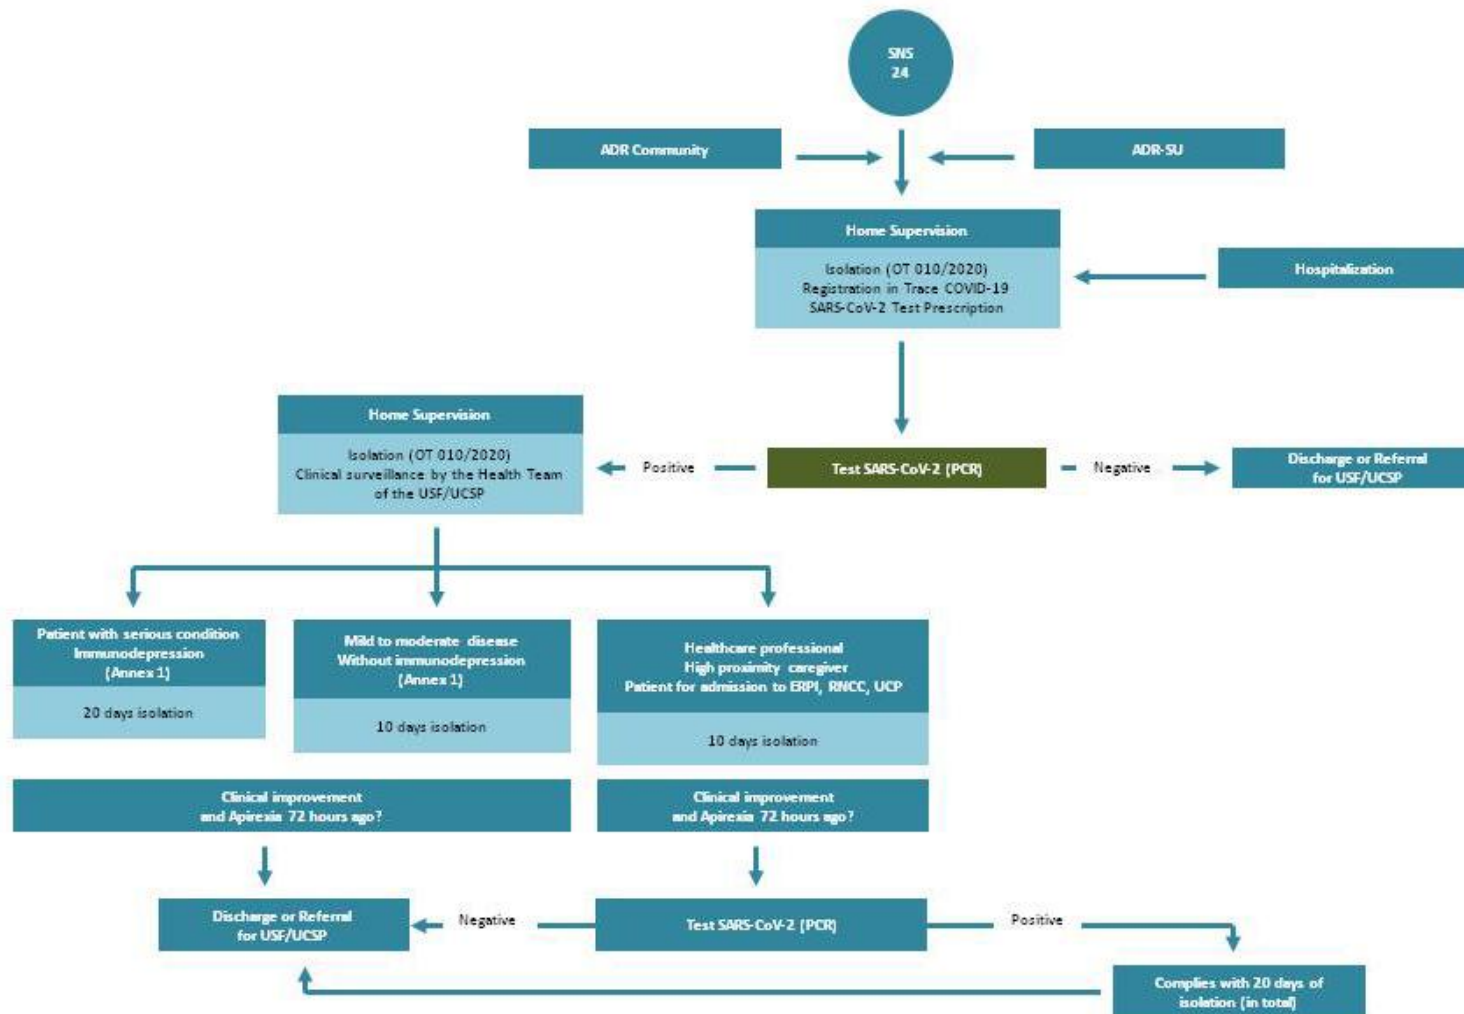 SNS
24
ADR Community
ADR-SU
Home Supervision
Isolation (OT 010/2020)
Registration in Trace COVID-19
SARS-CoV-2 Test Prescription
Hospitalization
Home Supervision
Isolation (OT 010/2020)
Clinical surveillance by the Health Team
of the USF/UCSP
Positive
Test SARS-CoV-2 (PCR)
Negative
Discharge or Referral
for USF/UCSP
Patient with serious condition
Immunodepression
(Annex 1)
20 days isolation
Mild to moderate disease
Without immunodepression
(Annex 1)
10 days isolation
Healthcare professional
High proximity caregiver
Patient for admission to ERPI, RNCC, UCP
10 days isolation
Clinical improvement
and Apirexia 72 hours ago?
Clinical improvement
and Apirexia 72 hours ago?
Discharge or Referral
for USF/UCSP
Negative
Test SARS-CoV-2 (PCR)
Positive
Complies with 20 days of
isolation (in total)